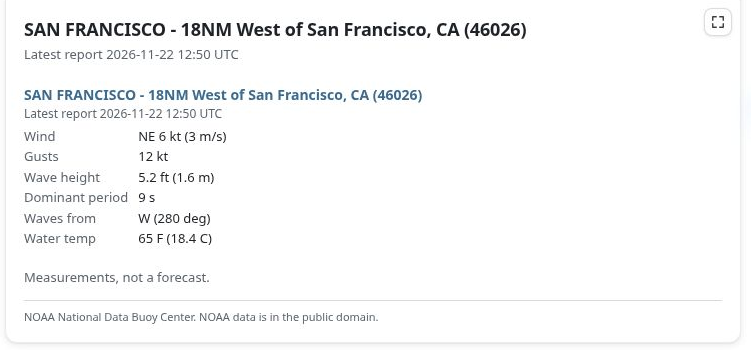 SAN FRANCISCO - 18NM West of San Francisco, CA (46026)
Latest report 2026-11-22 12:50 UTC
SAN FRANCISCO - 18NM West of San Francisco, CA (46026)
Latest report 2026-11-22 12:50 UTC
Wind NE 6 kt (3 m/s)
Gusts 12 kt
Wave height 5.2 ft (1.6 m)
Dominant period 9 s
Waves from W (280 deg)
Water temp 65 F (18.4 C)
Measurements, not a forecast.
NOAA National Data Buoy Center. NOAA data is in the public domain.